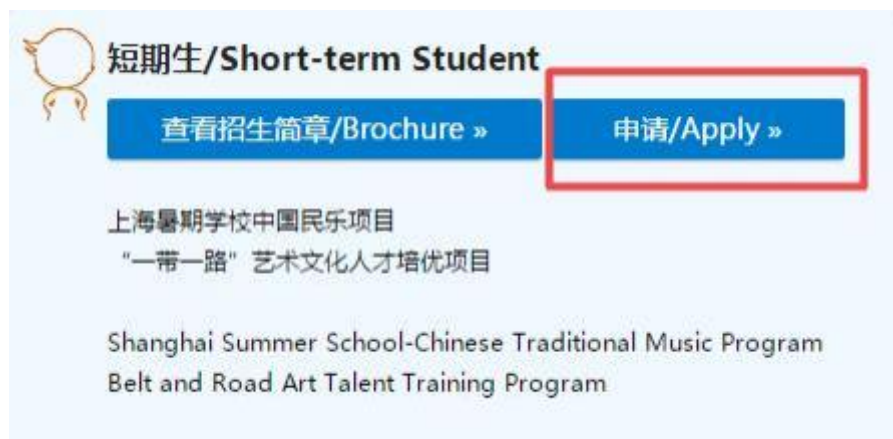 短期生/Short-term Student
查看招生简章/Brochure »
申请/Apply »
上海暑期学校中国民乐项目
“一带一路”艺术文化人才培优项目
Shanghai Summer School-Chinese Traditional Music Program
Belt and Road Art Talent Training Program